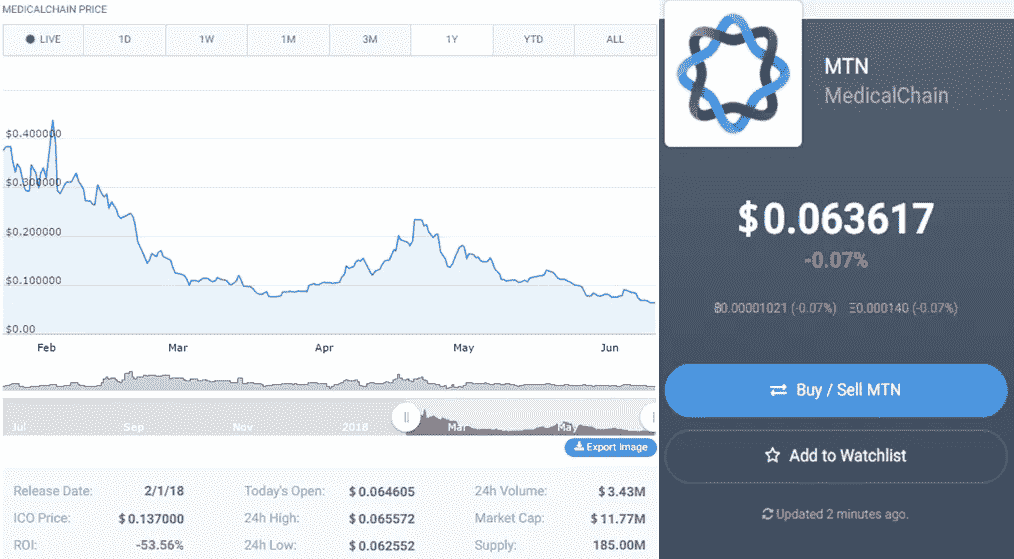 MEDICALCHAIN PRICE
LIVE 1D 1W 1M 3M 1Y YTD ALL
$0.400000
$0.300000
$0.200000
$0.100000
$0.00
Feb Mar Apr May Jun
Jul Sep Nov 2018 Mar May
Export Image
Release Date: 2/1/18 Today's Open: $0.064605 24h Volume: $3.43M
ICO Price: $0.137000 24h High: $0.065572 Market Cap: $11.77M
ROI: -53.56% 24h Low: $0.062552 Supply: 185.00M
MTN
MedicalChain
$0.063617
-0.07%
฿0.00001021 (-0.07%) Ξ0.000140 (-0.07%)
Buy / Sell MTN
Add to Watchlist
Updated 2 minutes ago.